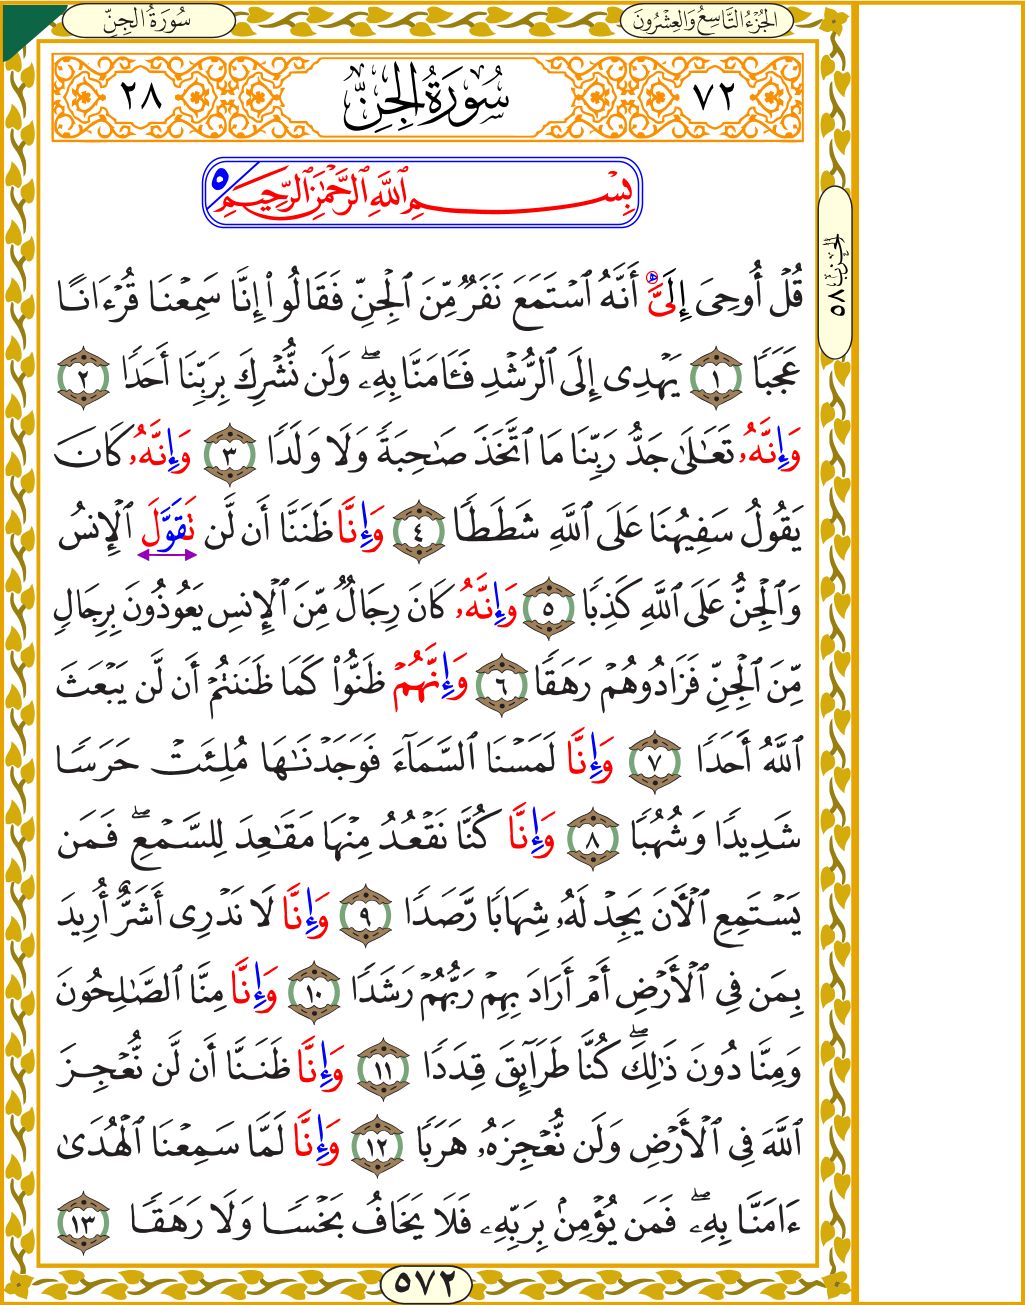 سُورَةُ الجِنِّ
الجُزْءُ التَّاسِعُ وَالعِشْرُونَ
٧٢ سُورَةُ الجِنِّ ٢٨
بِسْمِ ٱللَّهِ ٱلرَّحْمَٰنِ ٱلرَّحِيمِ ٥
قُلْ أُوحِيَ إِلَيَّ أَنَّهُ ٱسْتَمَعَ نَفَرٌ مِّنَ ٱلْجِنِّ فَقَالُوٓا۟ إِنَّا سَمِعْنَا قُرْءَانًا
عَجَبًا ١ يَهْدِىٓ إِلَى ٱلرُّشْدِ فَـَٔامَنَّا بِهِۦ ۖ وَلَن نُّشْرِكَ بِرَبِّنَآ أَحَدًا ٢
وَإِنَّهُۥ تَعَٰلَىٰ جَدُّ رَبِّنَا مَا ٱتَّخَذَ صَٰحِبَةً وَلَا وَلَدًا ٣ وَإِنَّهُۥ كَانَ
يَقُولُ سَفِيهُنَا عَلَى ٱللَّهِ شَطَطًا ٤ وَإِنَّا ظَنَنَّآ أَن لَّن تَقَوَّلَ ٱلْإِنسُ
وَٱلْجِنُّ عَلَى ٱللَّهِ كَذِبًا ٥ وَإِنَّهُۥ كَانَ رِجَالٌ مِّنَ ٱلْإِنسِ يَعُوذُونَ بِرِجَالٍ
مِّنَ ٱلْجِنِّ فَزَادُوهُمْ رَهَقًا ٦ وَإِنَّهُمْ ظَنُّوا۟ كَمَا ظَنَنتُمْ أَن لَّن يَبْعَثَ
ٱللَّهُ أَحَدًا ٧ وَإِنَّا لَمَسْنَا ٱلسَّمَآءَ فَوَجَدْنَٰهَا مُلِئَتْ حَرَسًا
شَدِيدًا وَشُهُبًا ٨ وَإِنَّا كُنَّا نَقْعُدُ مِنْهَا مَقَٰعِدَ لِلسَّمْعِ ۖ فَمَن
يَسْتَمِعِ ٱلْـَٔانَ يَجِدْ لَهُۥ شِهَابًا رَّصَدًا ٩ وَإِنَّا لَا نَدْرِىٓ أَشَرٌّ أُرِيدَ
بِمَن فِى ٱلْأَرْضِ أَمْ أَرَادَ بِهِمْ رَبُّهُمْ رَشَدًا ١٠ وَإِنَّا مِنَّا ٱلصَّٰلِحُونَ
وَمِنَّا دُونَ ذَٰلِكَ ۖ كُنَّا طَرَآئِقَ قِدَدًا ١١ وَإِنَّا ظَنَنَّآ أَن لَّن نُّعْجِزَ
ٱللَّهَ فِى ٱلْأَرْضِ وَلَن نُّعْجِزَهُۥ هَرَبًا ١٢ وَإِنَّا لَمَّا سَمِعْنَا ٱلْهُدَىٰٓ
ءَامَنَّا بِهِۦ ۖ فَمَن يُؤْمِنۢ بِرَبِّهِۦ فَلَا يَخَافُ بَخْسًا وَلَا رَهَقًا ١٣
الحِزْبُ ٥٨
٥٧٢